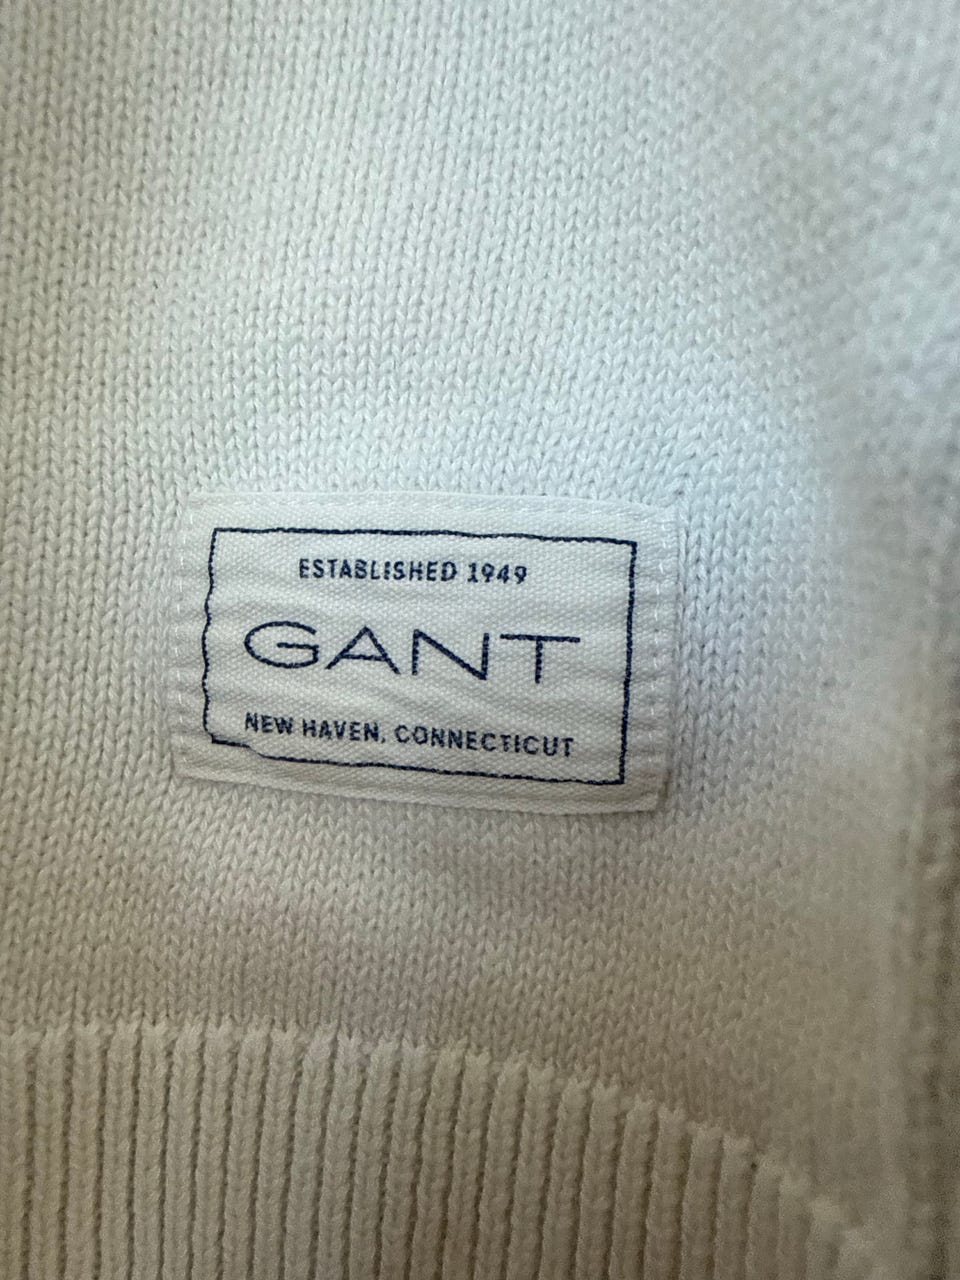 ESTABLISHED 1949
GANT
NEW HAVEN, CONNECTICUT